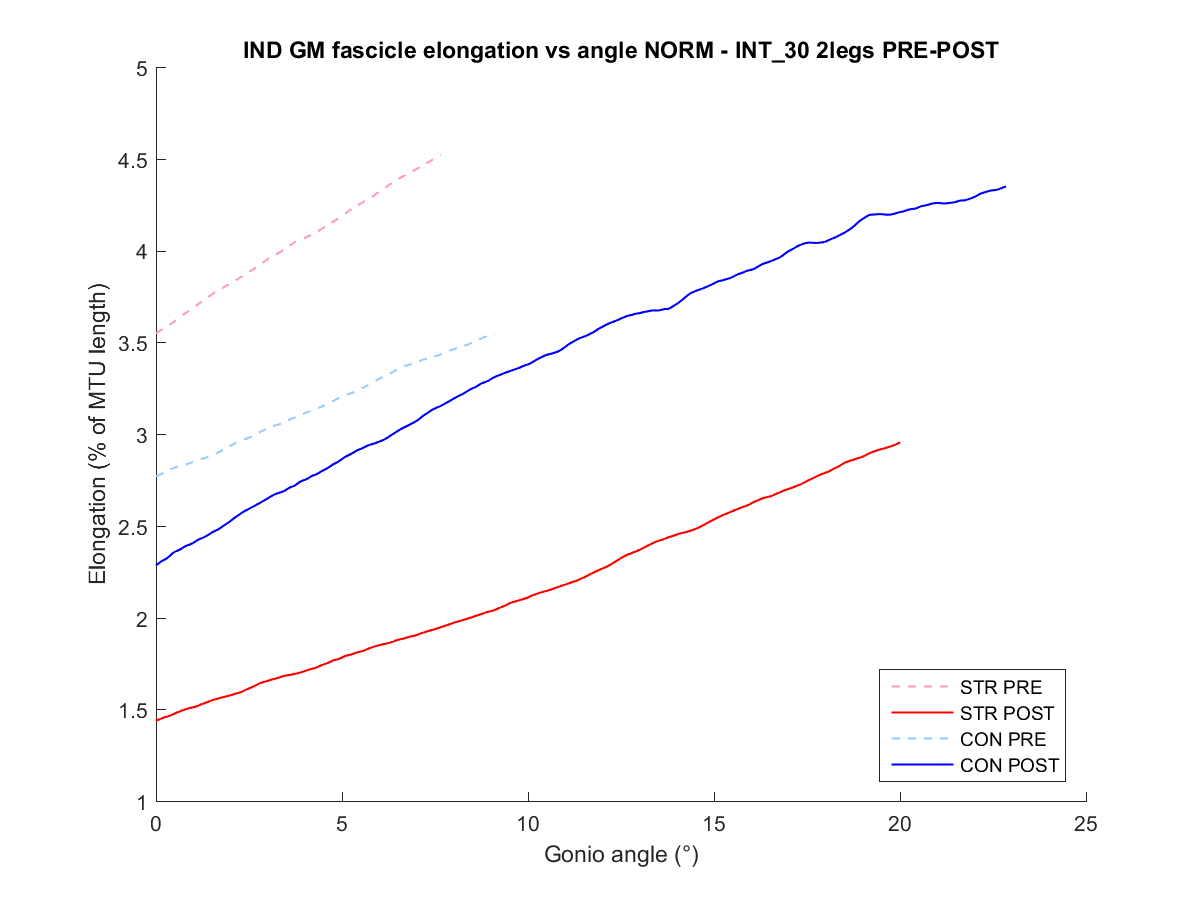 IND GM fascicle elongation vs angle NORM - INT_30 2legs PRE-POST
5
4.5
4
3.5
3
2.5
2
1.5
1
Elongation (% of MTU length)
0
5
10
15
20
25
Gonio angle (°)
STR PRE
STR POST
CON PRE
CON POST